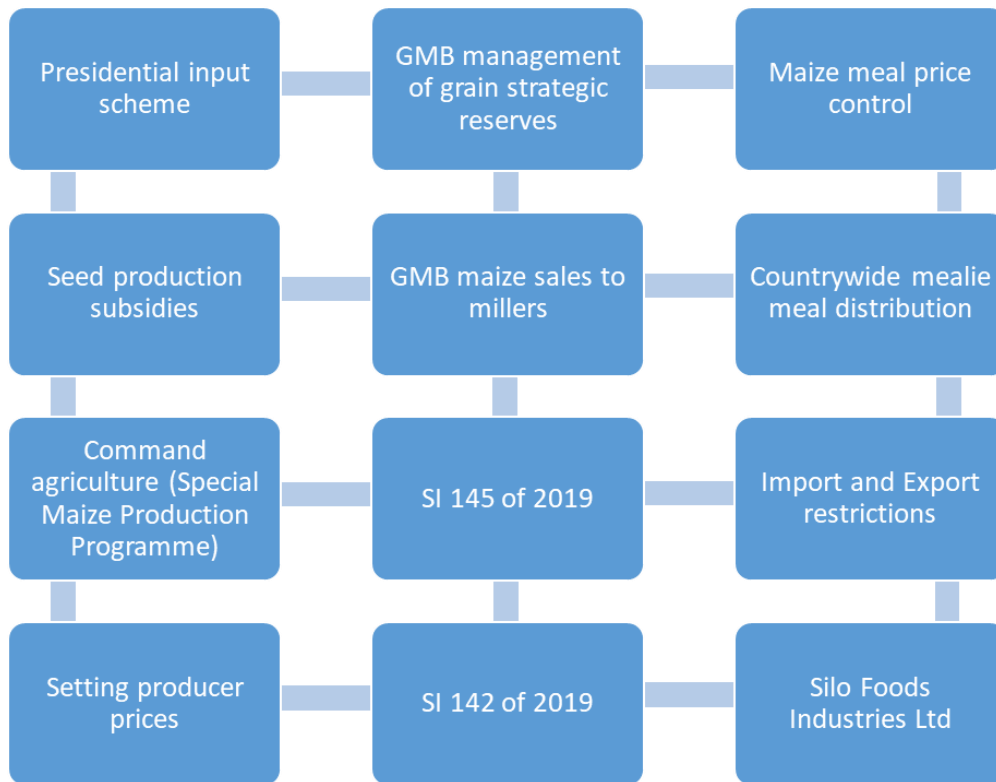 Presidential input
scheme
GMB management
of grain strategic
reserves
Maize meal price
control
Seed production
subsidies
GMB maize sales to
millers
Countrywide mealie
meal distribution
Command
agriculture (Special
Maize Production
Programme)
SI 145 of 2019
Import and Export
restrictions
Setting producer
prices
SI 142 of 2019
Silo Foods
Industries Ltd